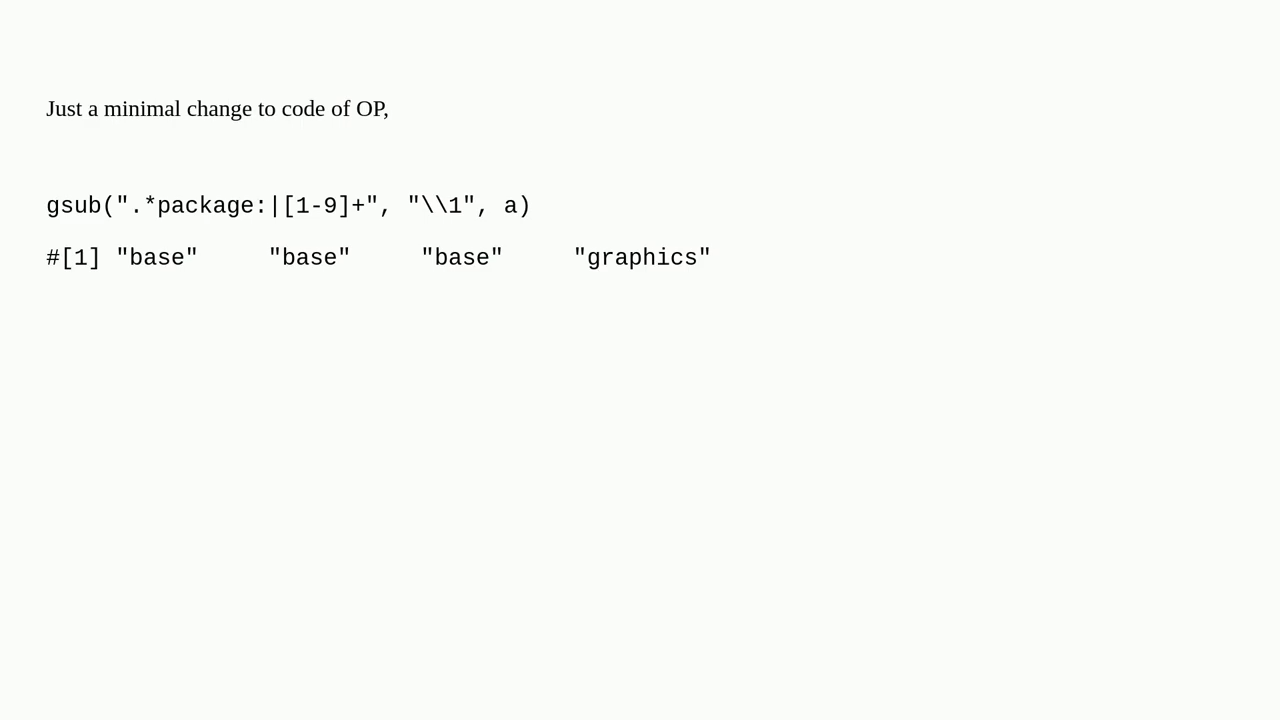 Just a minimal change to code of OP,
gsub(".*package:|[1-9]+", "\\1", a)
#[1] "base"     "base"     "base"     "graphics"